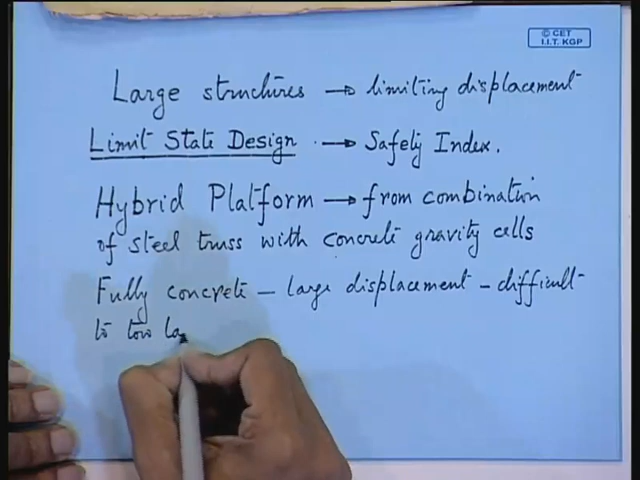 © CET
I.I.T. KGP
Large structures → limiting displacement
Limit State Design → Safety Index.
Hybrid Platform → from combination
of steel truss with concrete gravity cells
Fully concrete – large displacement – difficult
to tow la